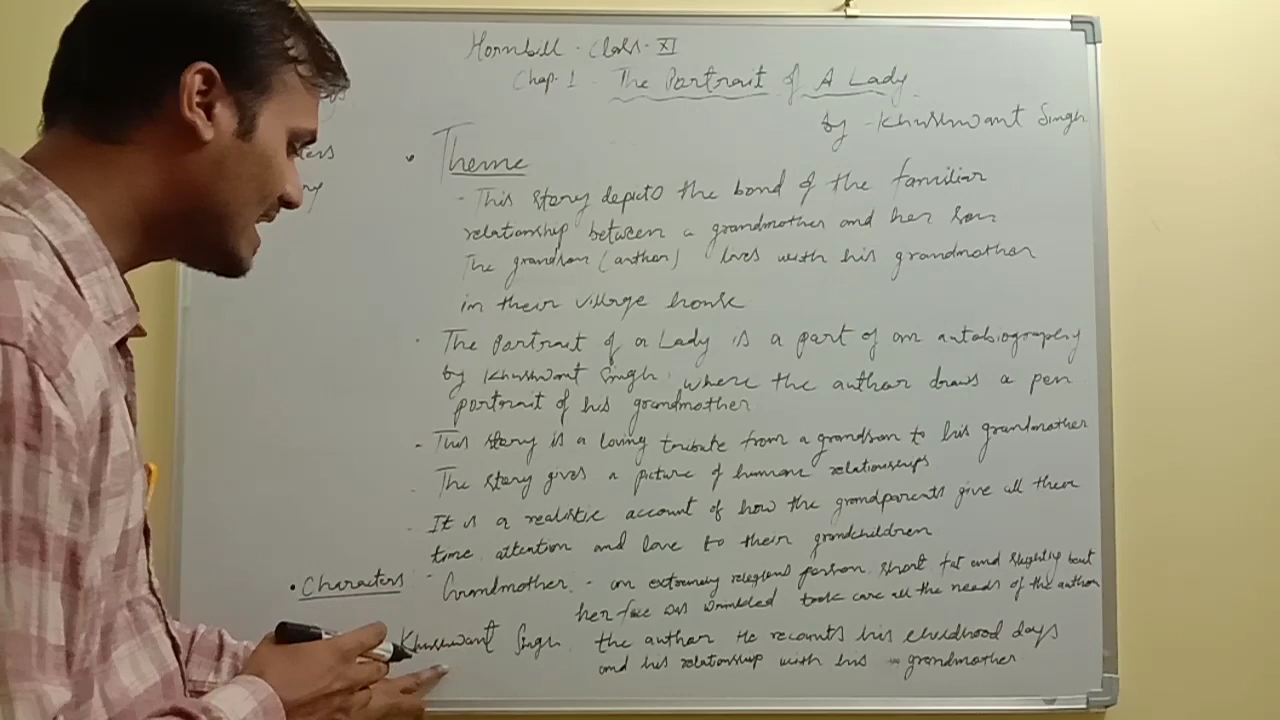 Hornbill - Class - XI
Chap. 1 - The Portrait of A Lady
by - Khushwant Singh
• Theme
- This story depicts the bond of the familiar
relationship between a grandmother and her son
The grandson (author) lives with his grandmother
in their village house
- The Portrait of a Lady is a part of an autobiography
by Khushwant Singh, where the author draws a pen
portrait of his grandmother
- This story is a loving tribute from a grandson to his grandmother
- The story gives a picture of human relationships
- It is a realistic account of how the grandparents give all their
time, attention and love to their grandchildren
• Characters - Grandmother - an extremely religious person short fat and slightly bent
her face was wrinkled took care all the needs of the author
Khushwant Singh the author He recounts his childhood days
and his relationship with his grandmother